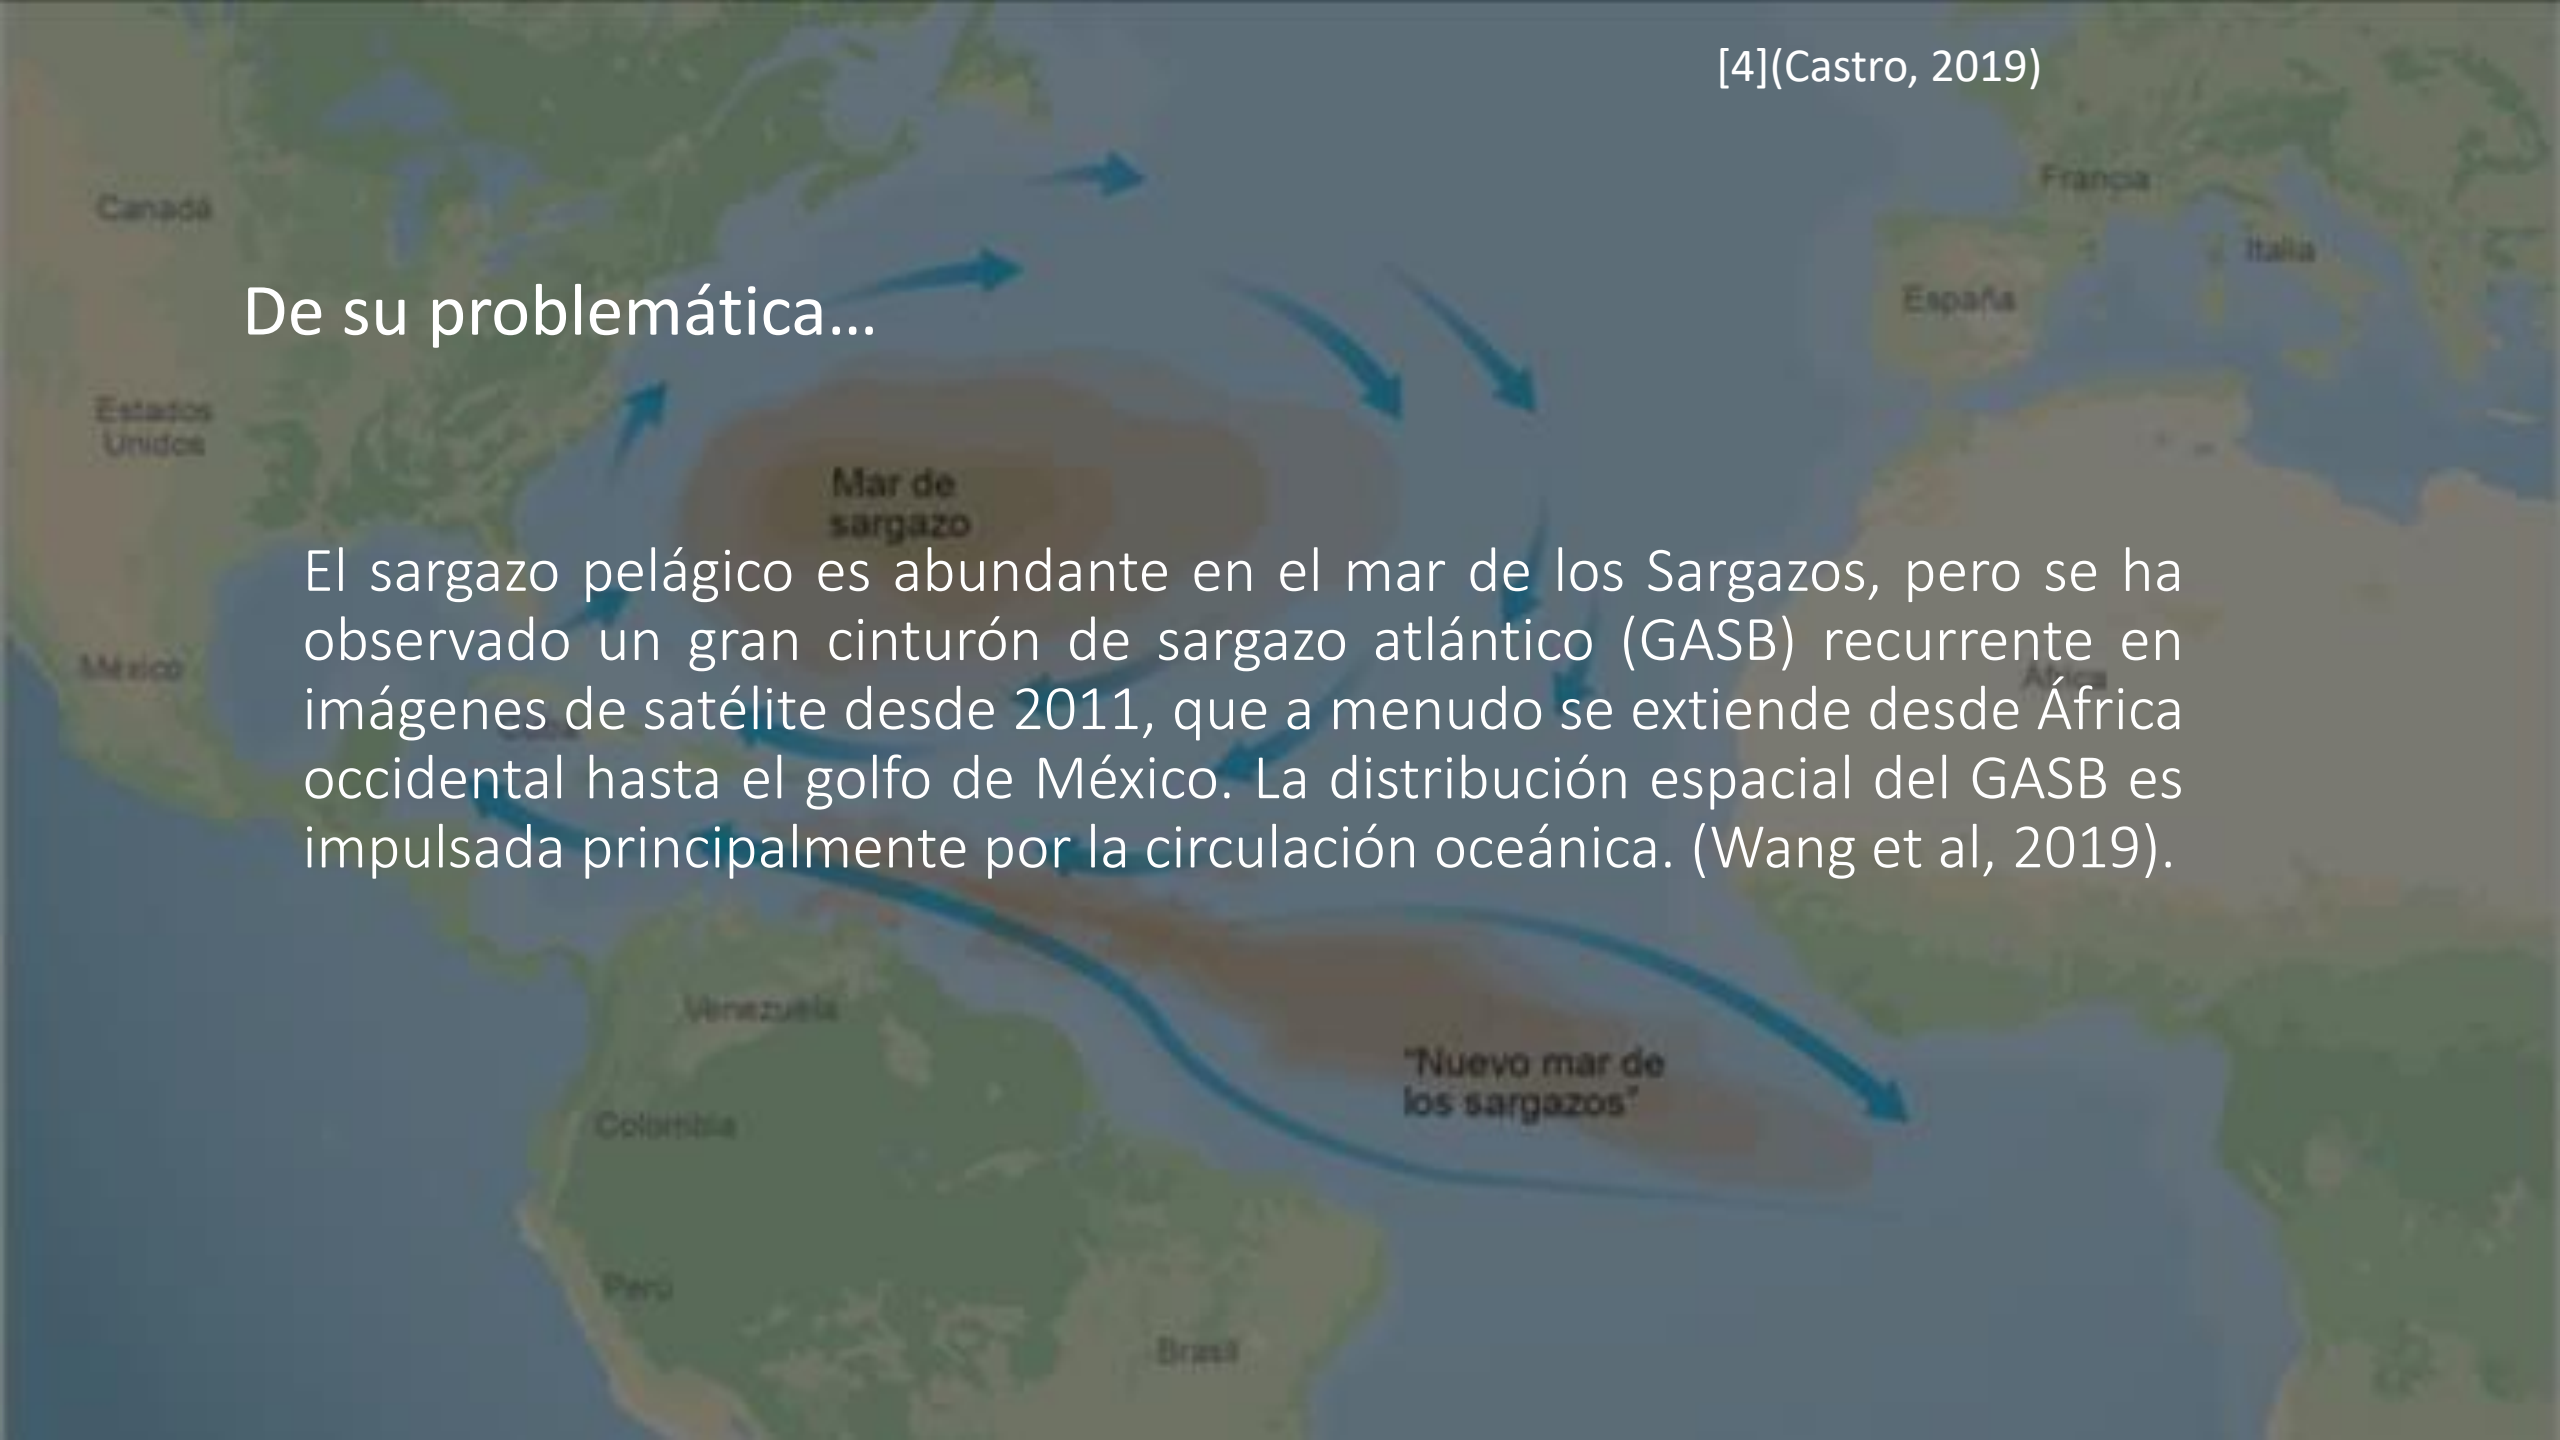 [4](Castro, 2019)
Canadá
Francia
Italia
España
De su problemática...
Estados
Unidos
Mar de
sargazo
El sargazo pelágico es abundante en el mar de los Sargazos, pero se ha
observado un gran cinturón de sargazo atlántico (GASB) recurrente en
México
África
imágenes de satélite desde 2011, que a menudo se extiende desde África
occidental hasta el golfo de México. La distribución espacial del GASB es
impulsada principalmente por la circulación oceánica. (Wang et al, 2019).
Venezuela
"Nuevo mar de
los sargazos"
Colombia
Perú
Brasil